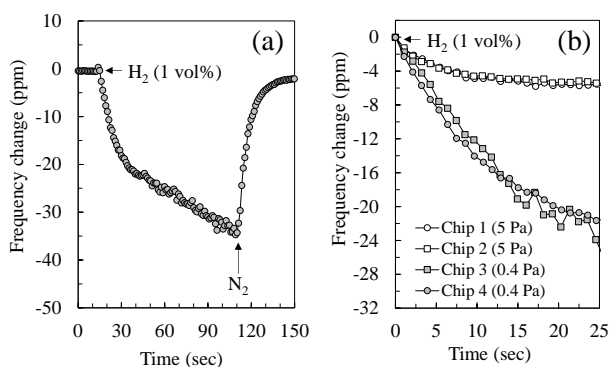 (a)
H₂ (1 vol%)
N₂
Frequency change (ppm)
10
0
-10
-20
-30
-40
-50
0 30 60 90 120 150
Time (sec)
(b)
H₂ (1 vol%)
Frequency change (ppm)
0
-4
-8
-12
-16
-20
-24
-28
-32
Chip 1 (5 Pa)
Chip 2 (5 Pa)
Chip 3 (0.4 Pa)
Chip 4 (0.4 Pa)
0 5 10 15 20 25
Time (sec)